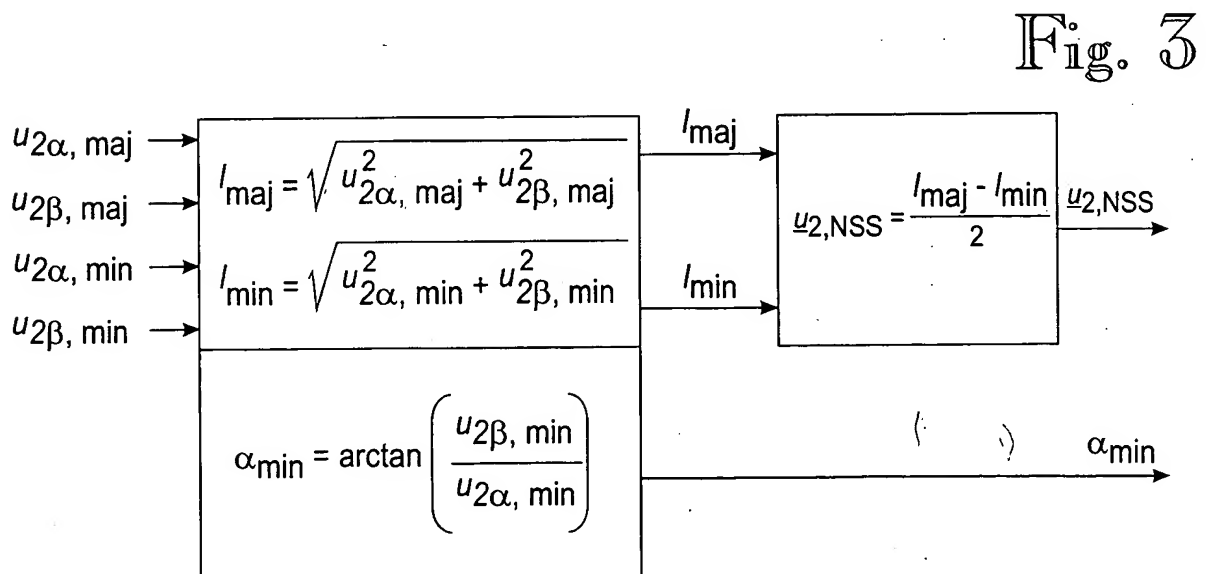 Fig. 3
u2α, maj
u2β, maj
u2α, min
u2β, min
lmaj = √u²2α, maj + u²2β, maj
lmin = √u²2α, min + u²2β, min
αmin = arctan (u2β, min / u2α, min)
lmaj
lmin
u2,NSS = lmaj - lmin / 2
u2,NSS
αmin